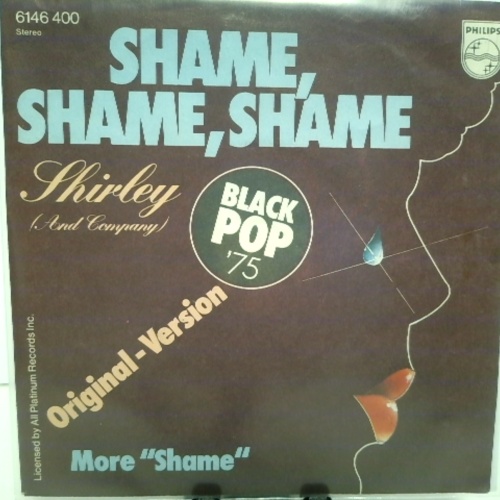 6146 400
Stereo
PHILIPS
SHAME,
SHAME, SHAME
Shirley
(And Company)
BLACK
POP
'75
Original-Version
More "Shame"
Licensed by All Platinum Records Inc.